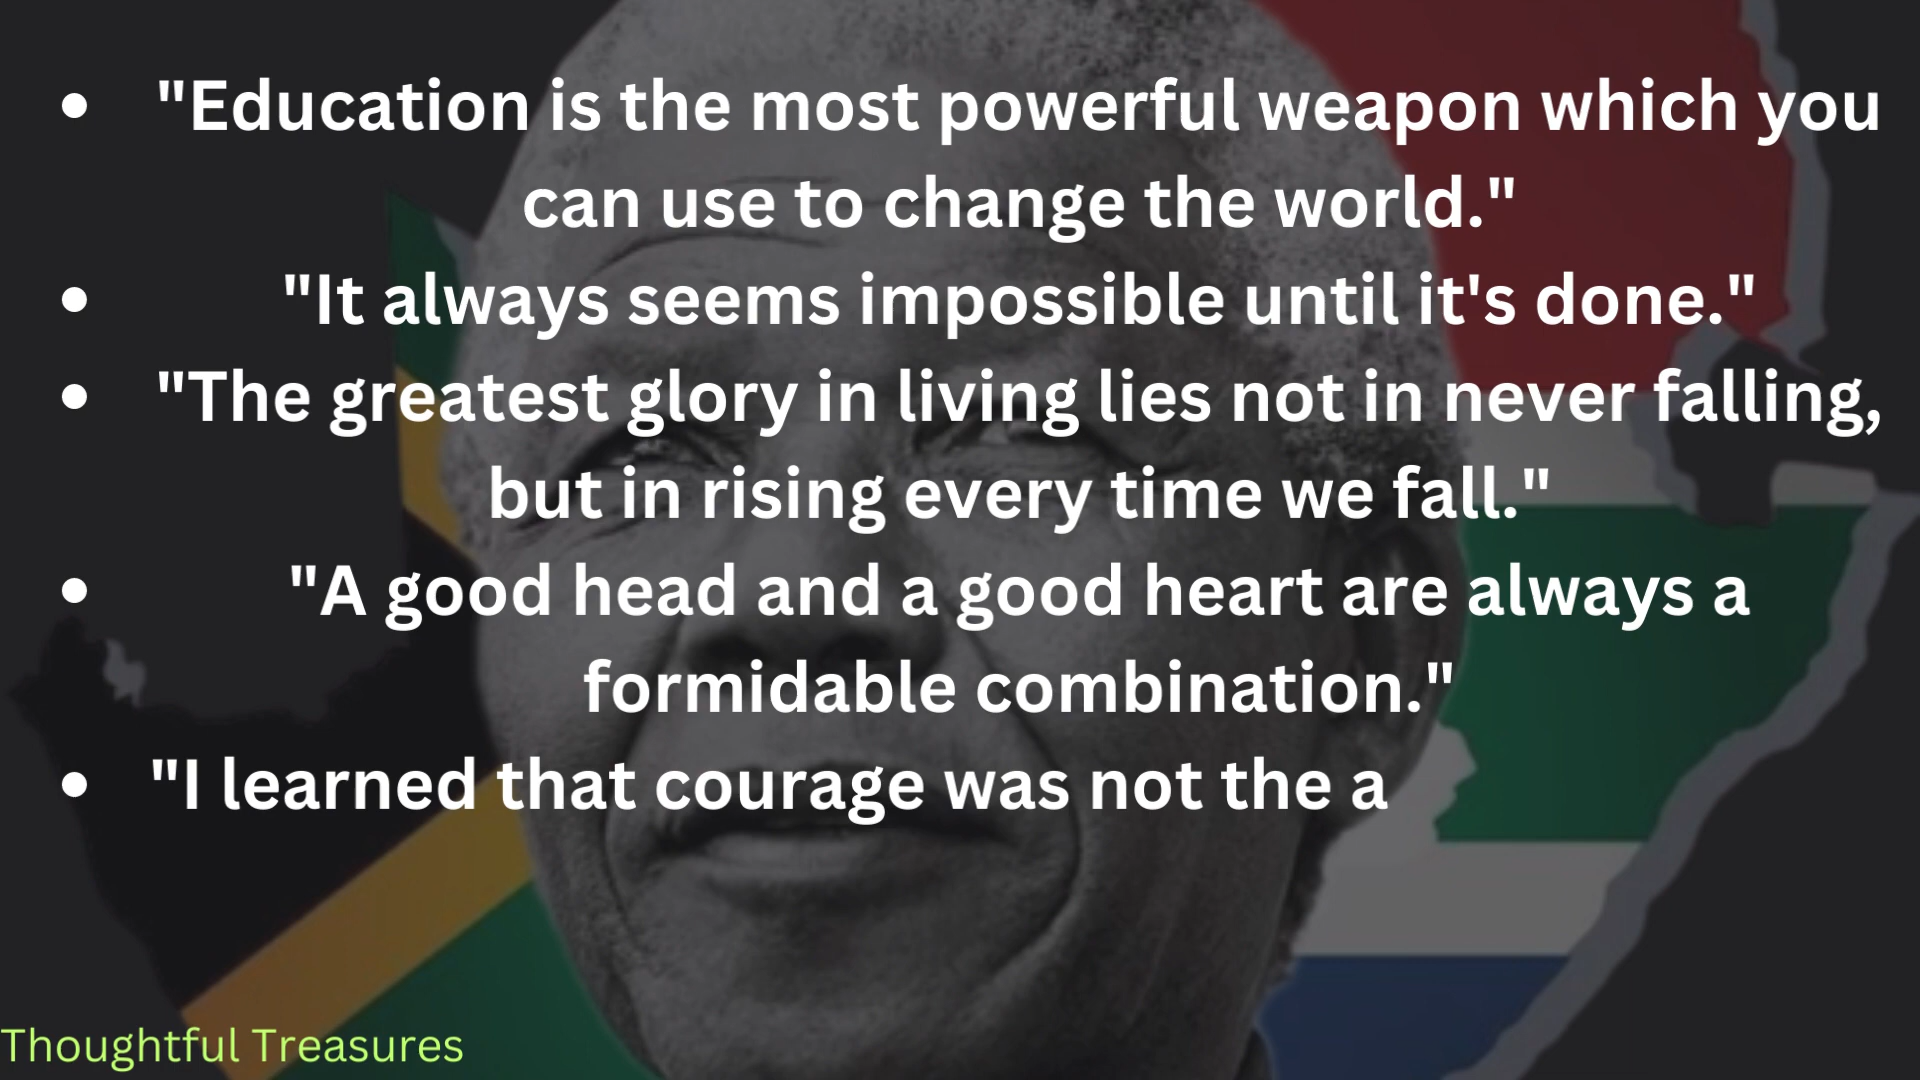 • "Education is the most powerful weapon which you
can use to change the world."
• "It always seems impossible until it's done."
• "The greatest glory in living lies not in never falling,
but in rising every time we fall."
• "A good head and a good heart are always a
formidable combination."
• "I learned that courage was not the a
Thoughtful Treasures